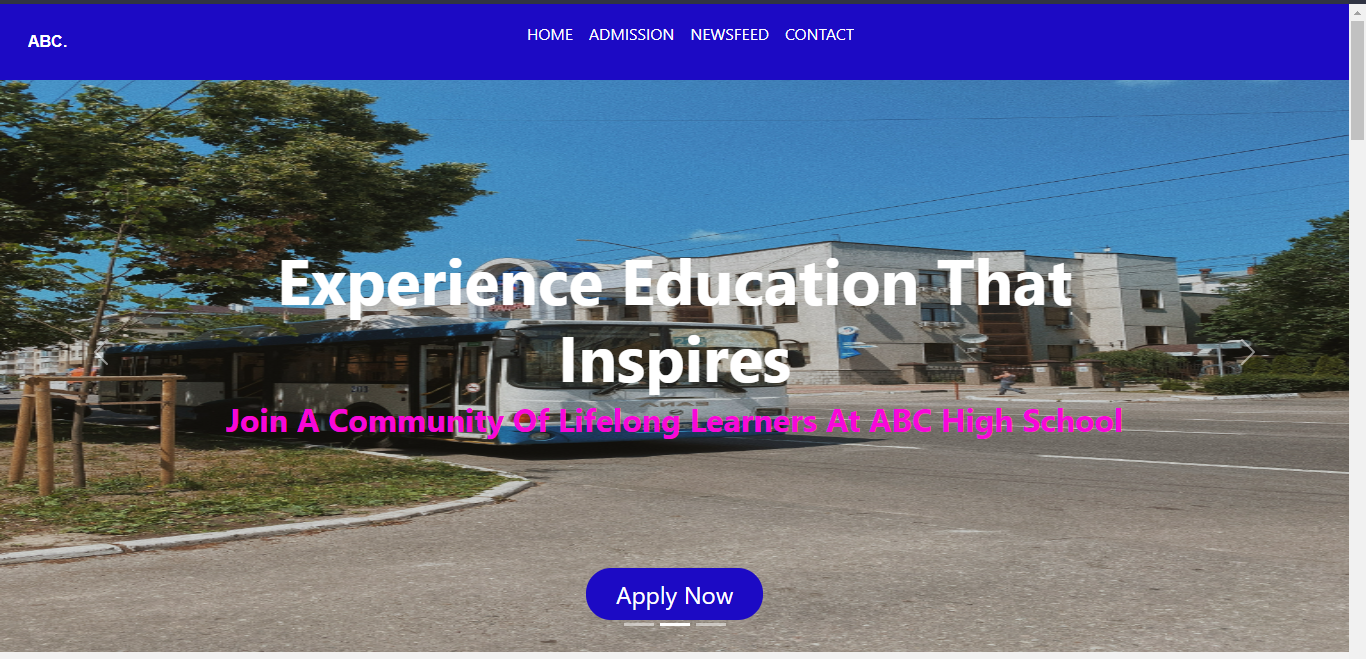 ABC.
HOME ADMISSION NEWSFEED CONTACT
Experience Education That
Inspires
Join A Community Of Lifelong Learners At ABC High School
Apply Now